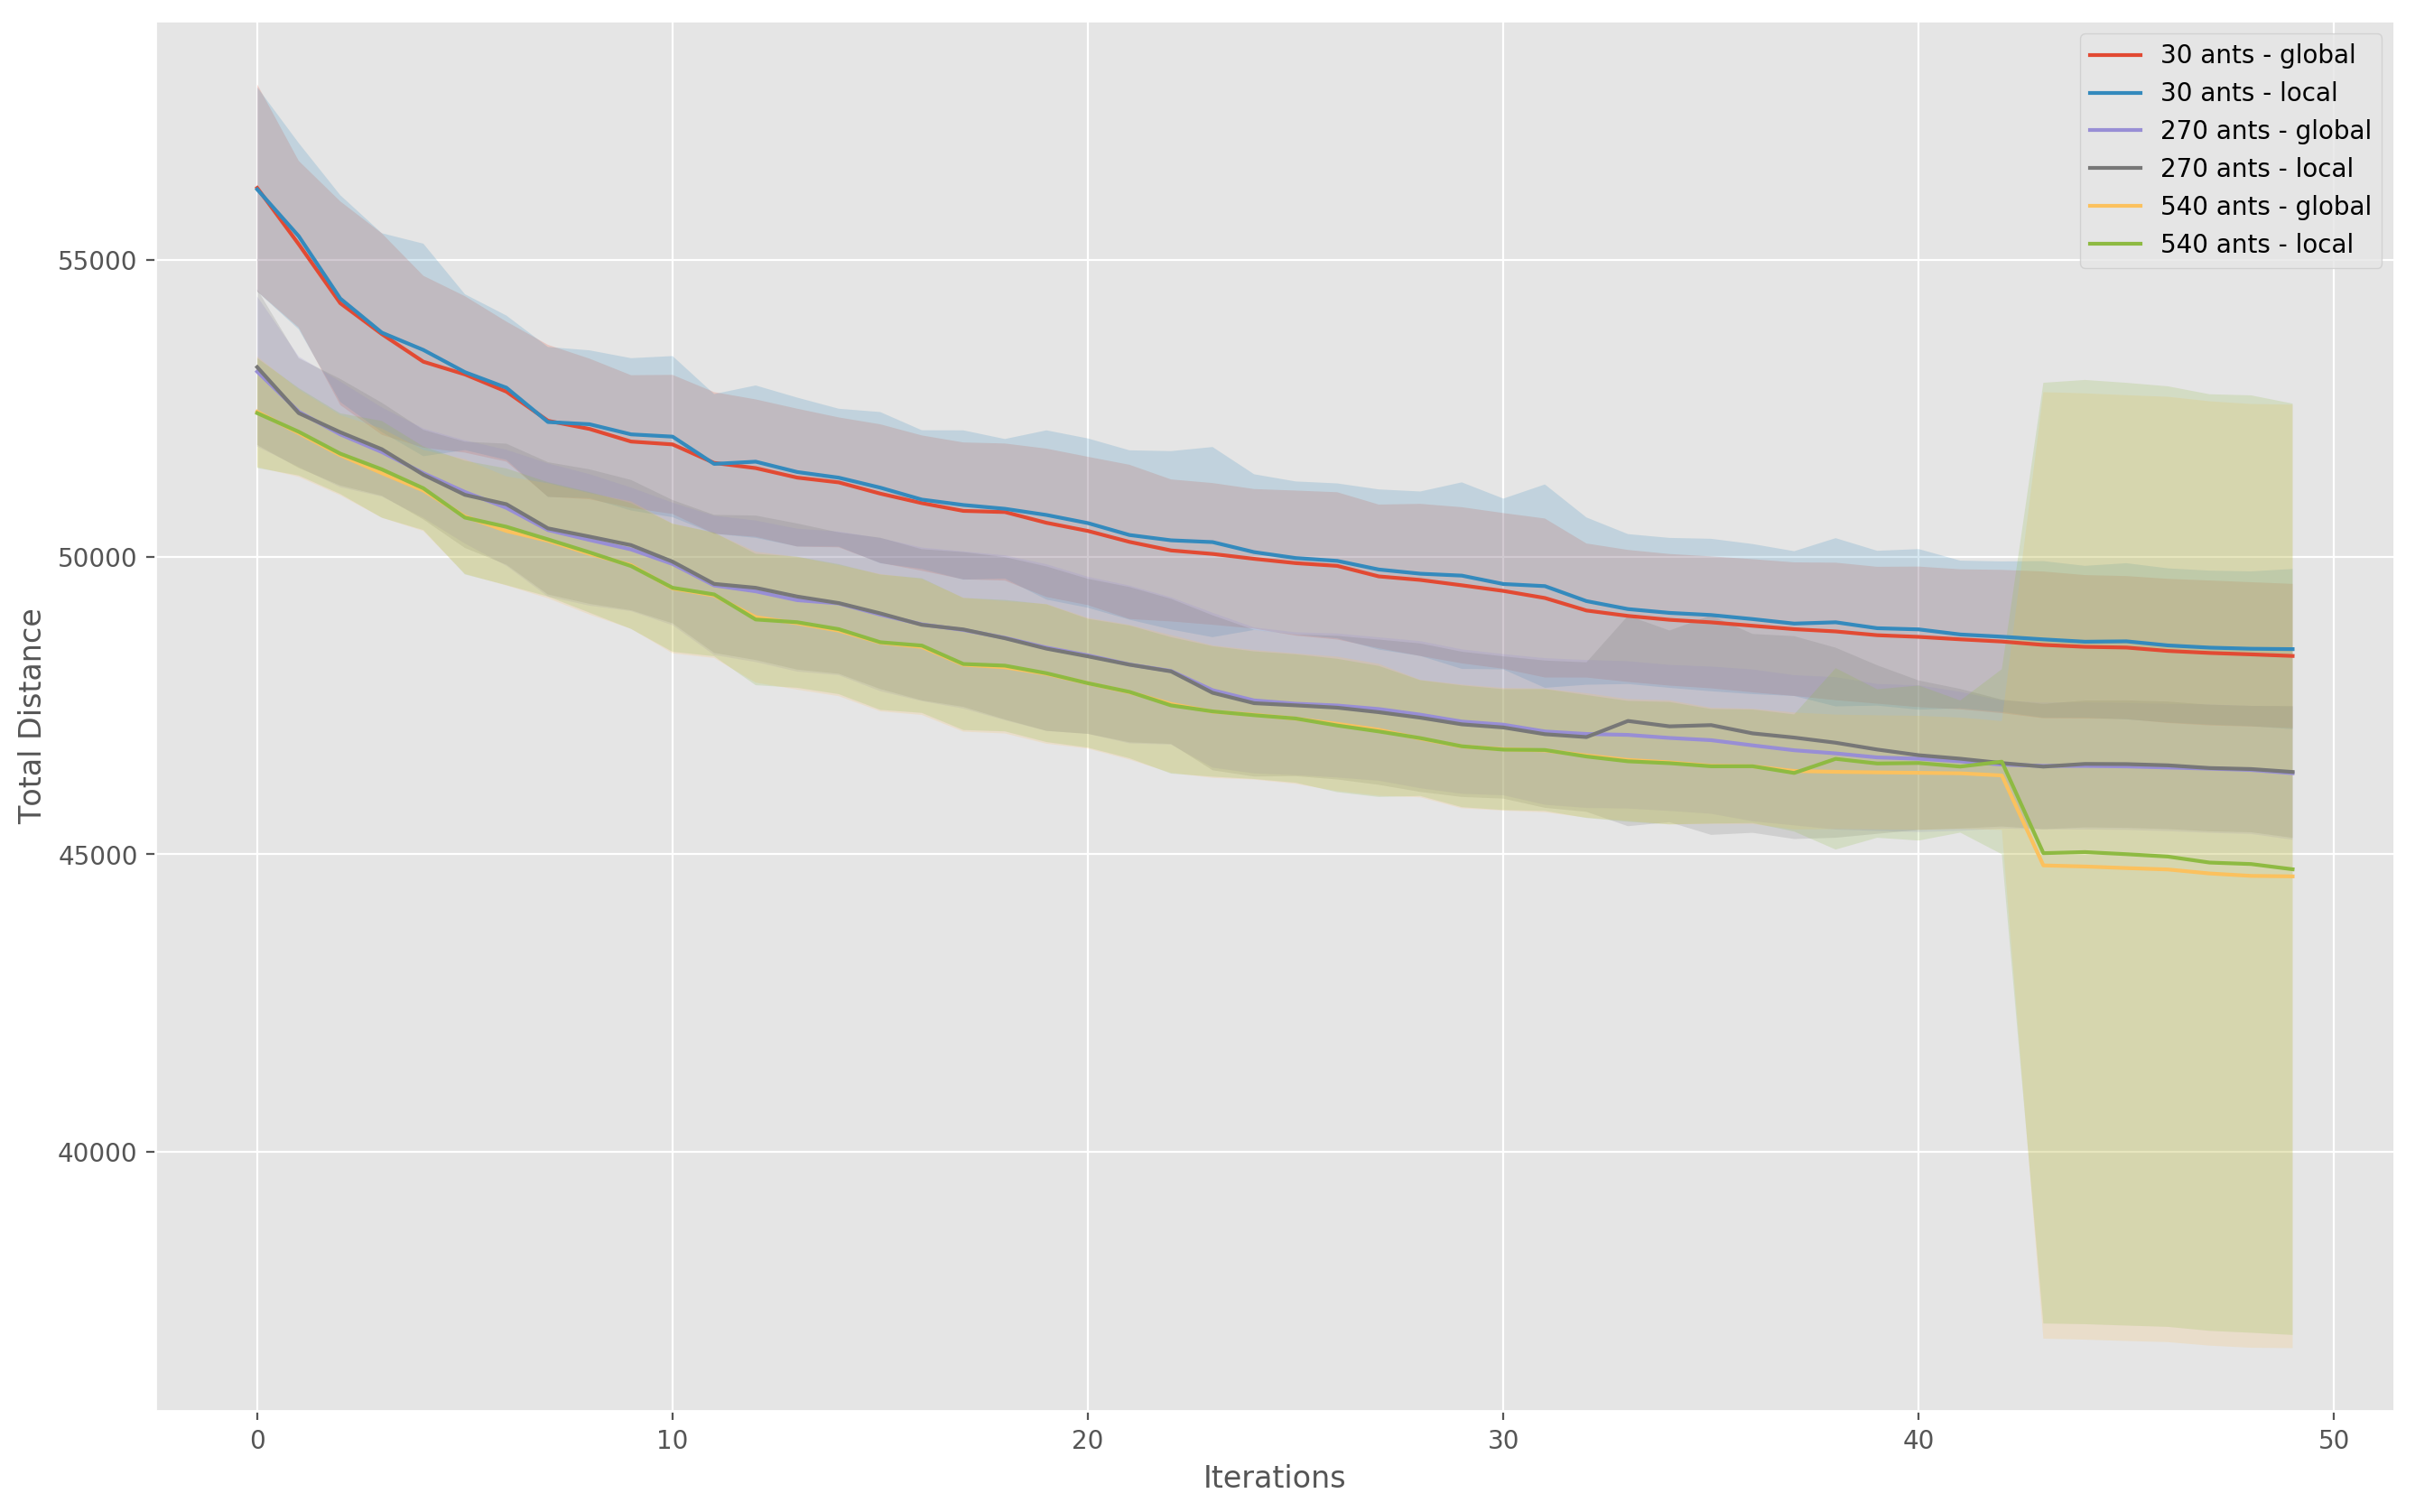 30 ants - global
30 ants - local
270 ants - global
270 ants - local
540 ants - global
540 ants - local
55000
50000
45000
40000
Total Distance
0 10 20 30 40 50
Iterations